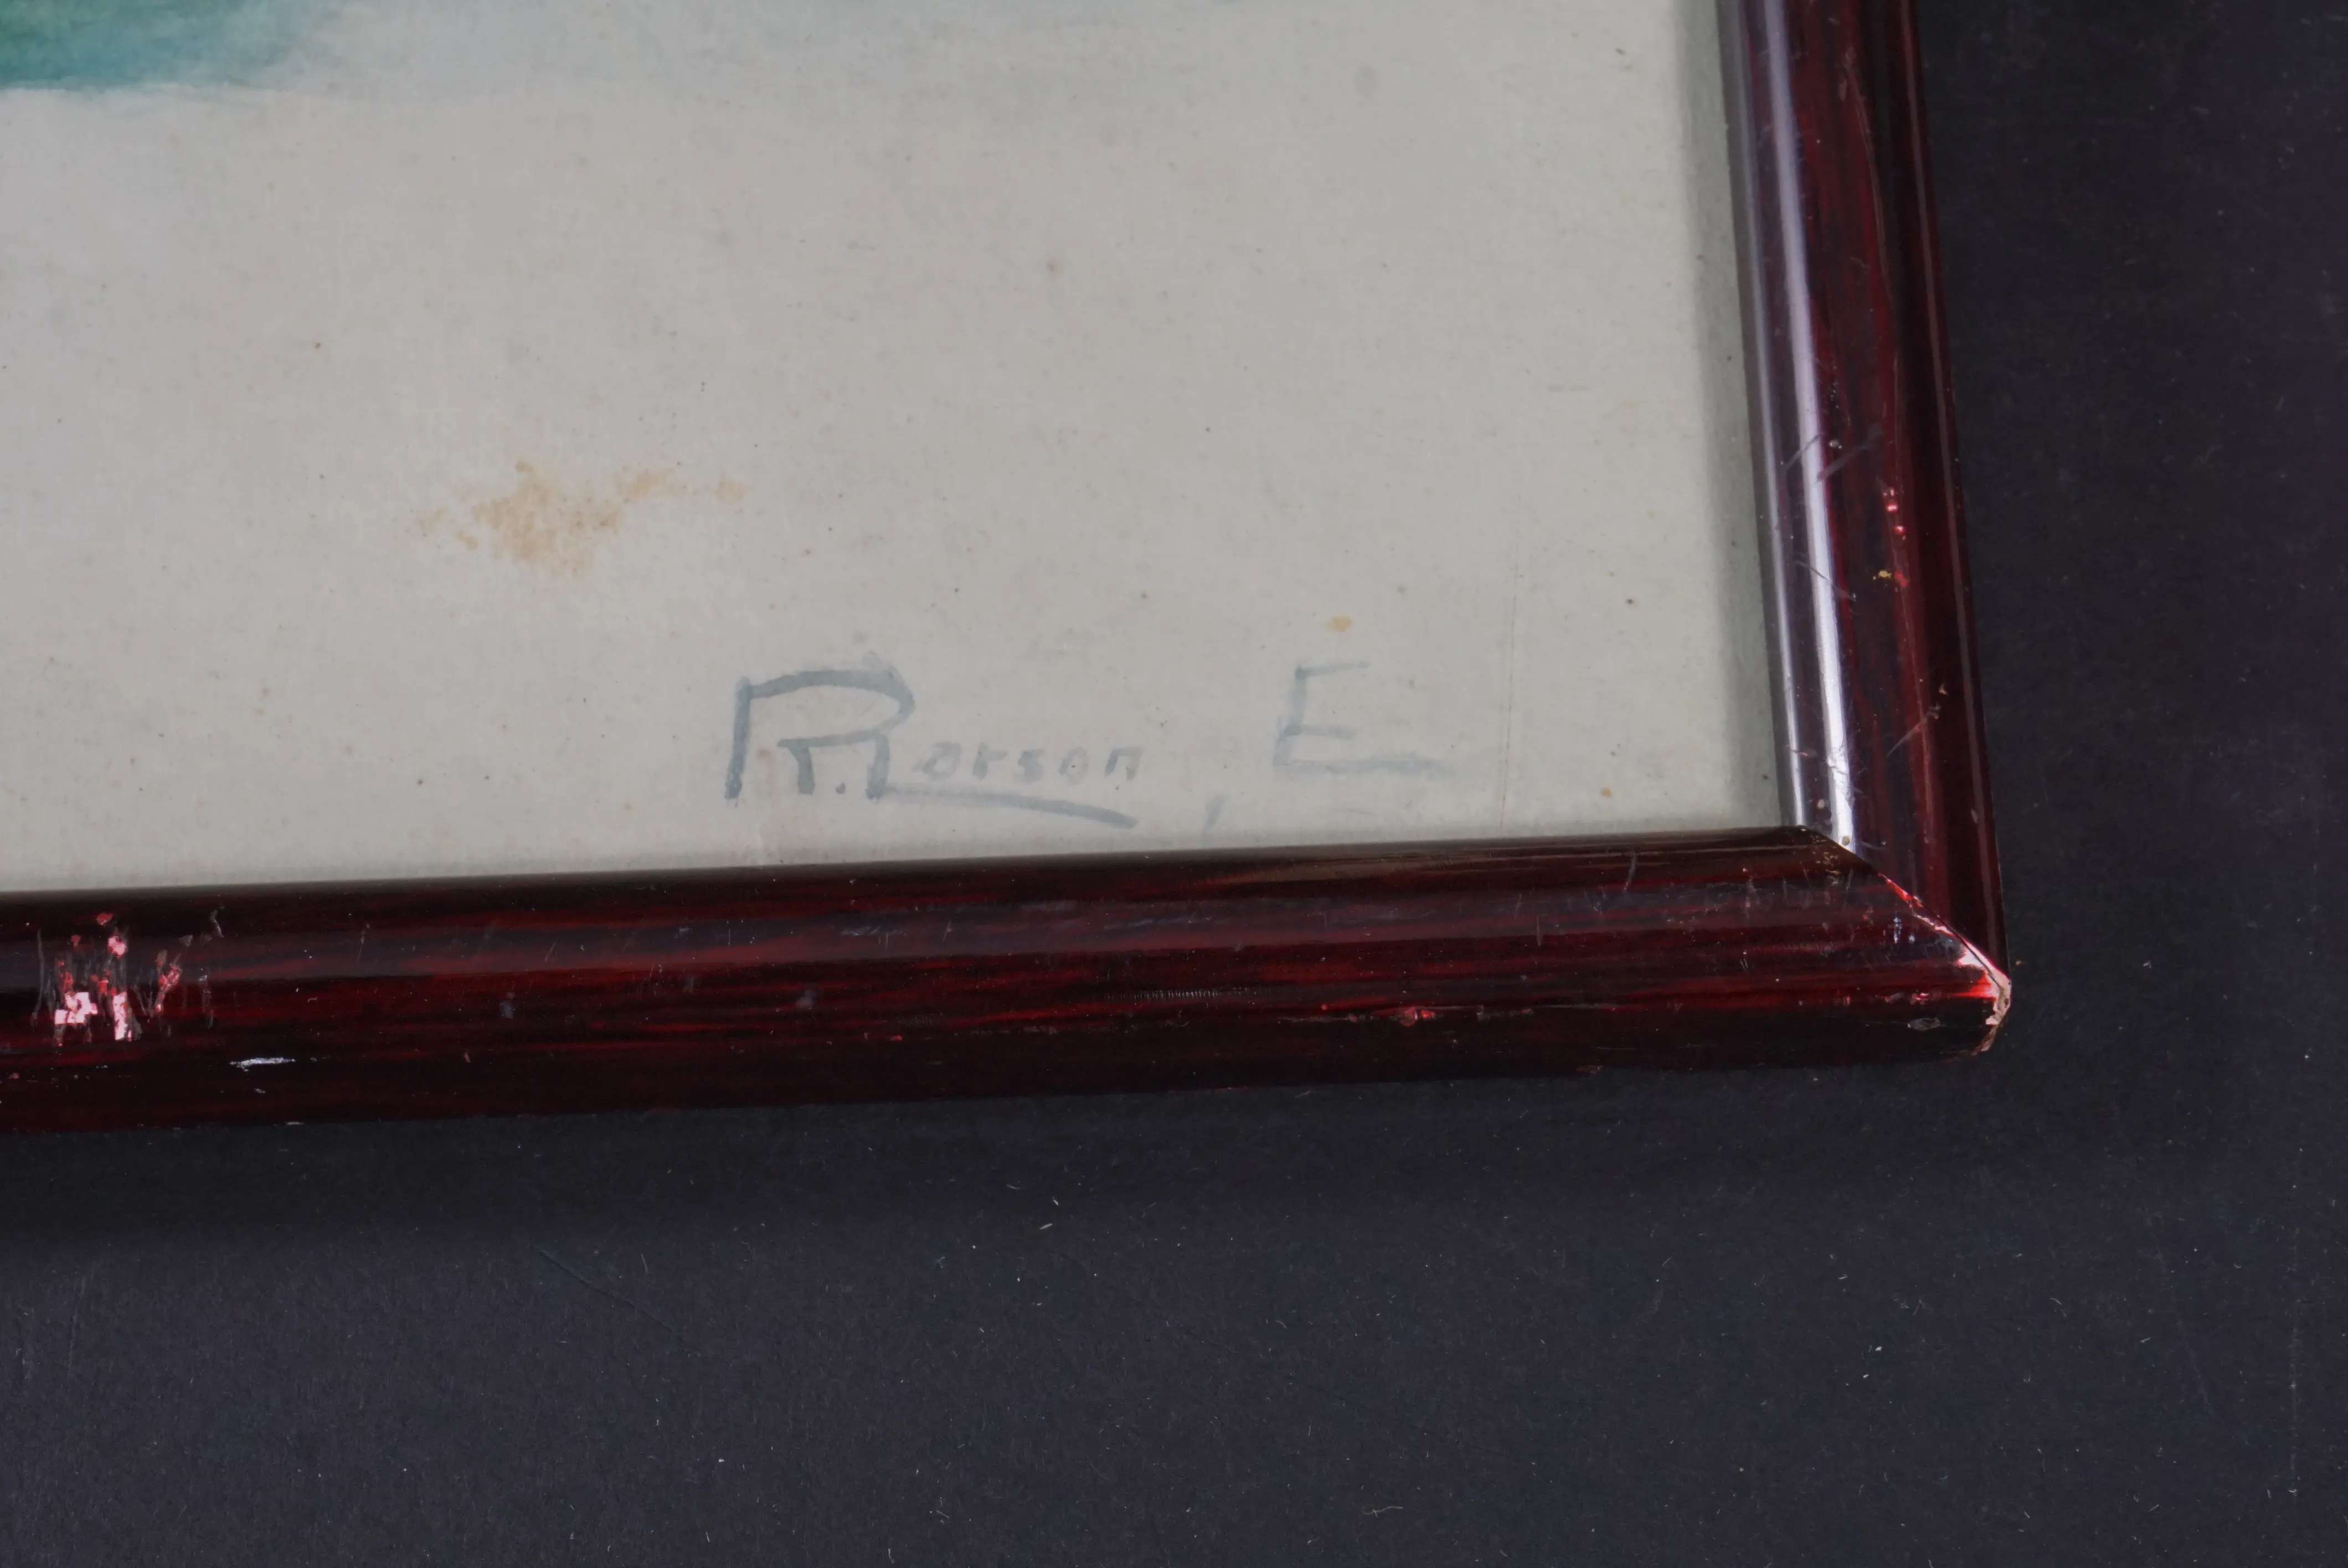 R. Larson, E